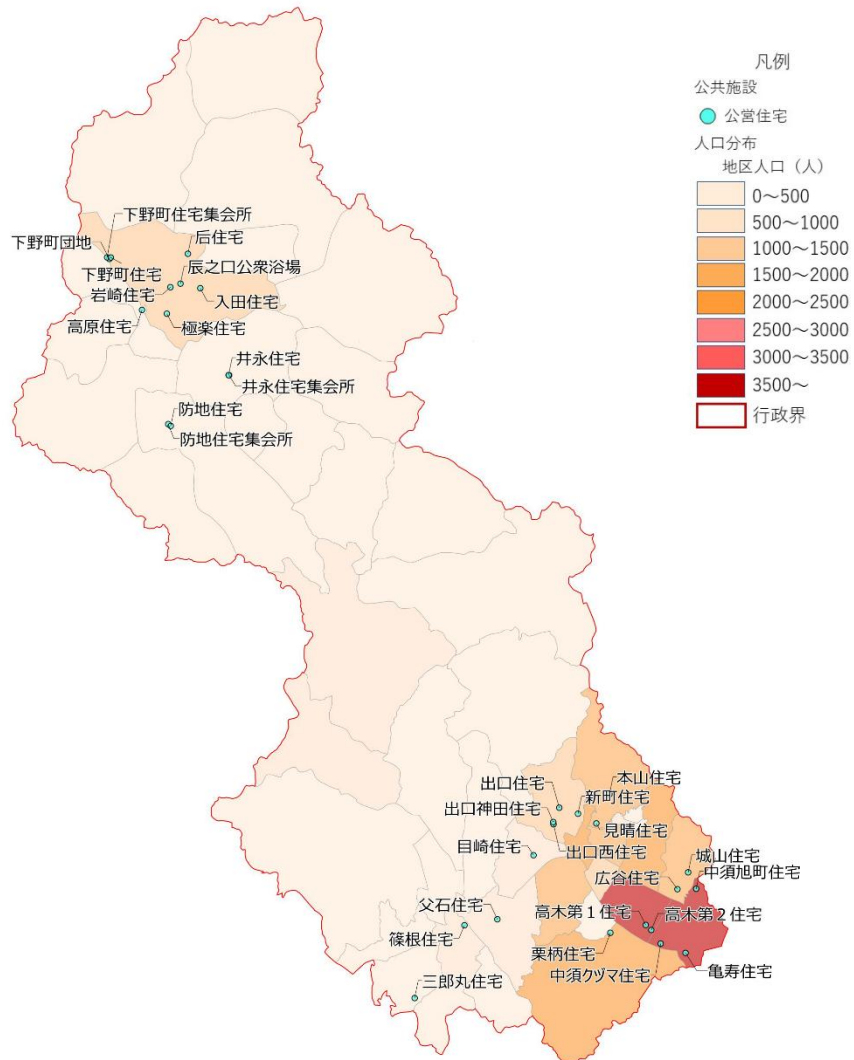 凡例
公共施設
公営住宅
人口分布
地区人口（人）
0～500
500～1000
1000～1500
1500～2000
2000～2500
2500～3000
3000～3500
3500～
行政界
下野町住宅集会所
下野町団地
后住宅
下野町住宅
辰之口公衆浴場
岩崎住宅
入田住宅
高原住宅
極楽住宅
井永住宅
井永住宅集会所
防地住宅
防地住宅集会所
出口住宅
本山住宅
新町住宅
出口神田住宅
見晴住宅
目崎住宅
出口西住宅
城山住宅
広谷住宅
中須旭町住宅
父石住宅
高木第１住宅
高木第２住宅
篠根住宅
栗柄住宅
中須クヅマ住宅
亀寿住宅
三郎丸住宅